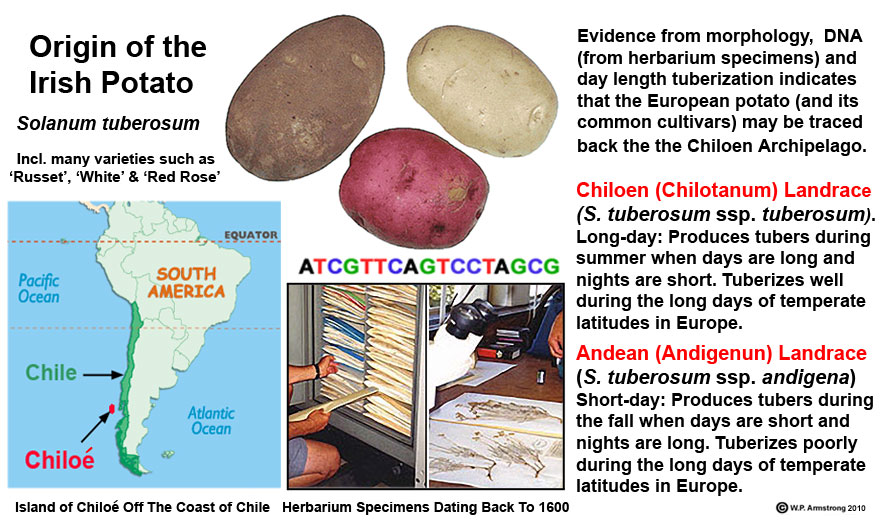 Origin of the
Irish Potato
Solanum tuberosum
Incl. many varieties such as
‘Russet’, ‘White’ & ‘Red Rose’
EQUATOR
Pacific
Ocean
SOUTH
AMERICA
Chile
Atlantic
Ocean
Chiloé
Island of Chiloé Off The Coast of Chile
ATCGTTCAGTCCTAGCG
Herbarium Specimens Dating Back To 1600
Evidence from morphology, DNA
(from herbarium specimens) and
day length tuberization indicates
that the European potato (and its
common cultivars) may be traced
back the the Chiloen Archipelago.
Chiloen (Chilotanum) Landrace
(S. tuberosum ssp. tuberosum).
Long-day: Produces tubers during
summer when days are long and
nights are short. Tuberizes well
during the long days of temperate
latitudes in Europe.
Andean (Andigenun) Landrace
(S. tuberosum ssp. andigena)
Short-day: Produces tubers during
the fall when days are short and
nights are long. Tuberizes poorly
during the long days of temperate
latitudes in Europe.
© W.P. Armstrong 2010